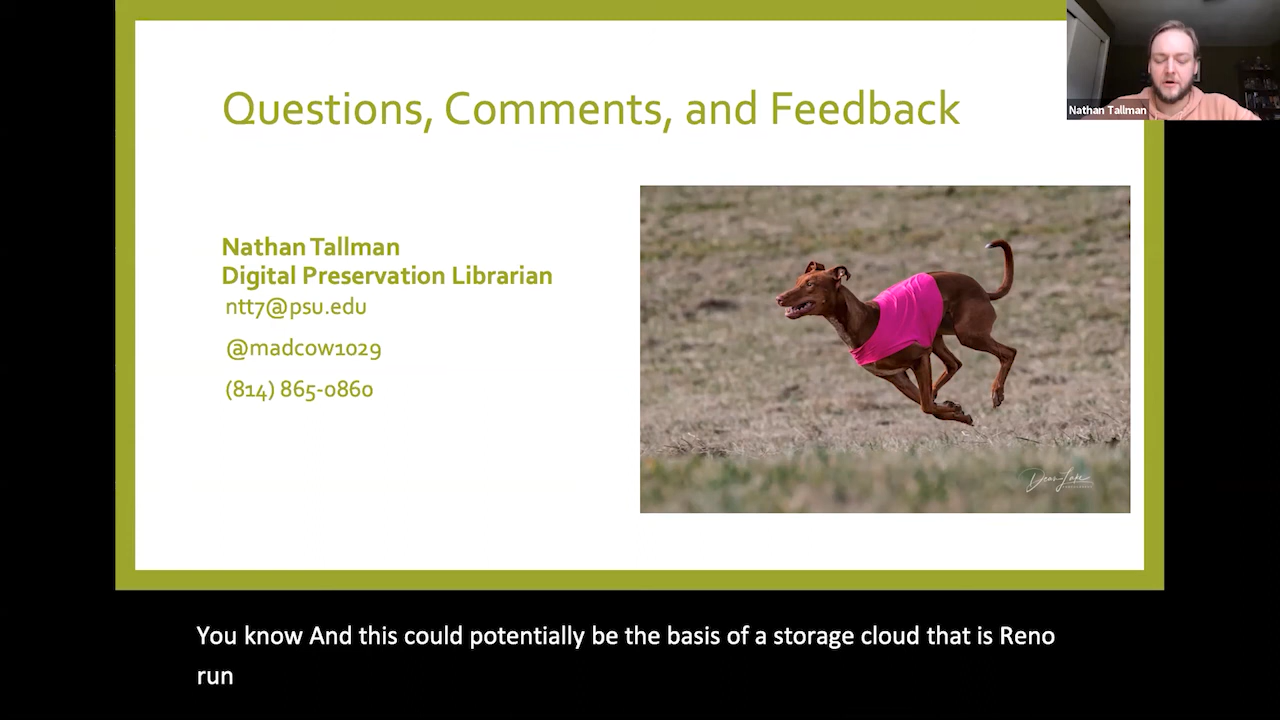 Questions, Comments, and Feedback
Nathan Tallman
Nathan Tallman
Digital Preservation Librarian
ntt7@psu.edu
@madcow1029
(814) 865-0860
You know And this could potentially be the basis of a storage cloud that is Reno
run